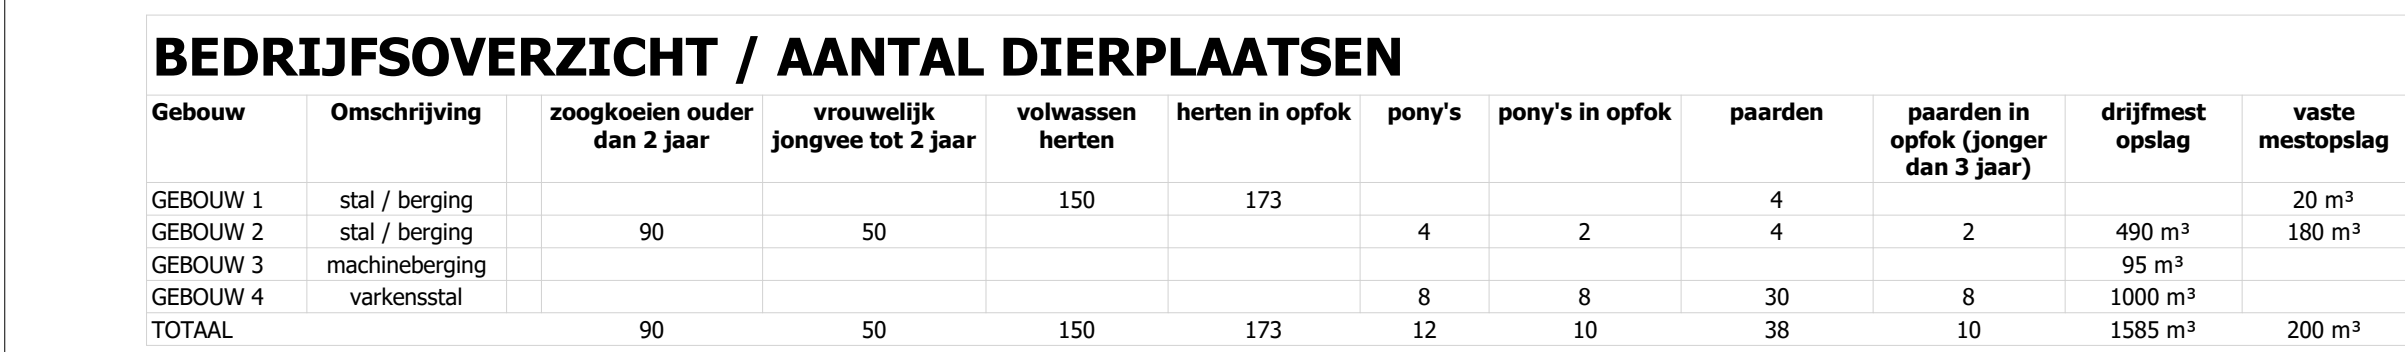 BEDRIJFSOVERZICHT / AANTAL DIERPLAATSEN
Gebouw Omschrijving zoogkoeien ouder dan 2 jaar vrouwelijk jongvee tot 2 jaar volwassen herten herten in opfok pony's pony's in opfok paarden paarden in opfok (jonger dan 3 jaar) drijfmest opslag vaste mestopslag
GEBOUW 1 stal / berging 150 173 4 20 m³
GEBOUW 2 stal / berging 90 50 4 2 4 2 490 m³ 180 m³
GEBOUW 3 machineberging 95 m³
GEBOUW 4 varkensstal 8 8 30 8 1000 m³
TOTAAL 90 50 150 173 12 10 38 10 1585 m³ 200 m³